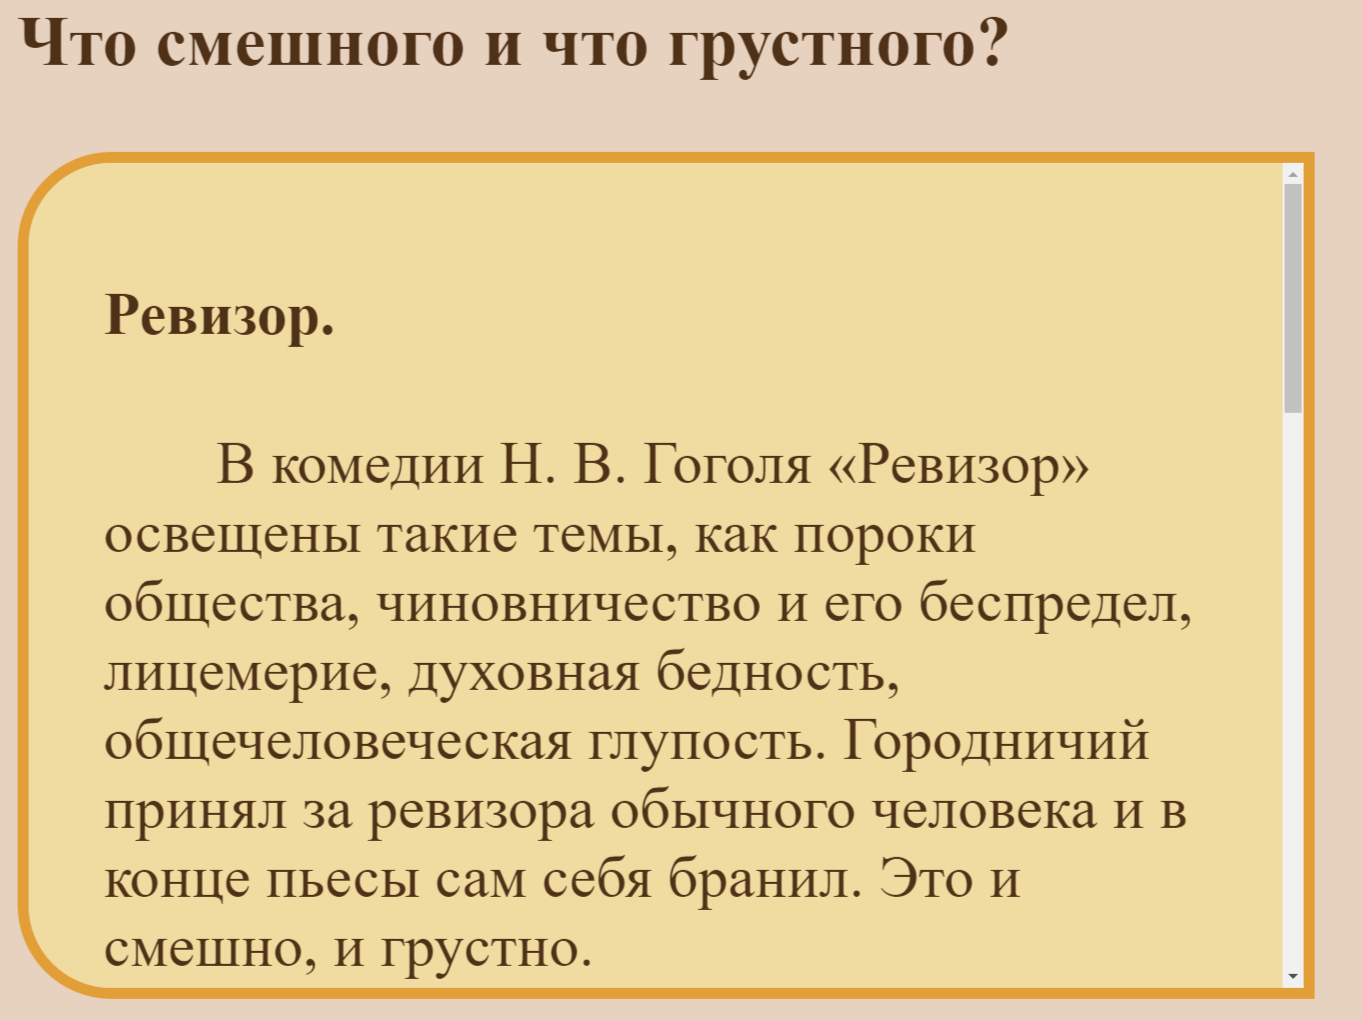 Что смешного и что грустного?
Ревизор.
В комедии Н. В. Гоголя «Ревизор»
освещены такие темы, как пороки
общества, чиновничество и его беспредел,
лицемерие, духовная бедность,
общечеловеческая глупость. Городничий
принял за ревизора обычного человека и в
конце пьесы сам себя бранил. Это и
смешно, и грустно.